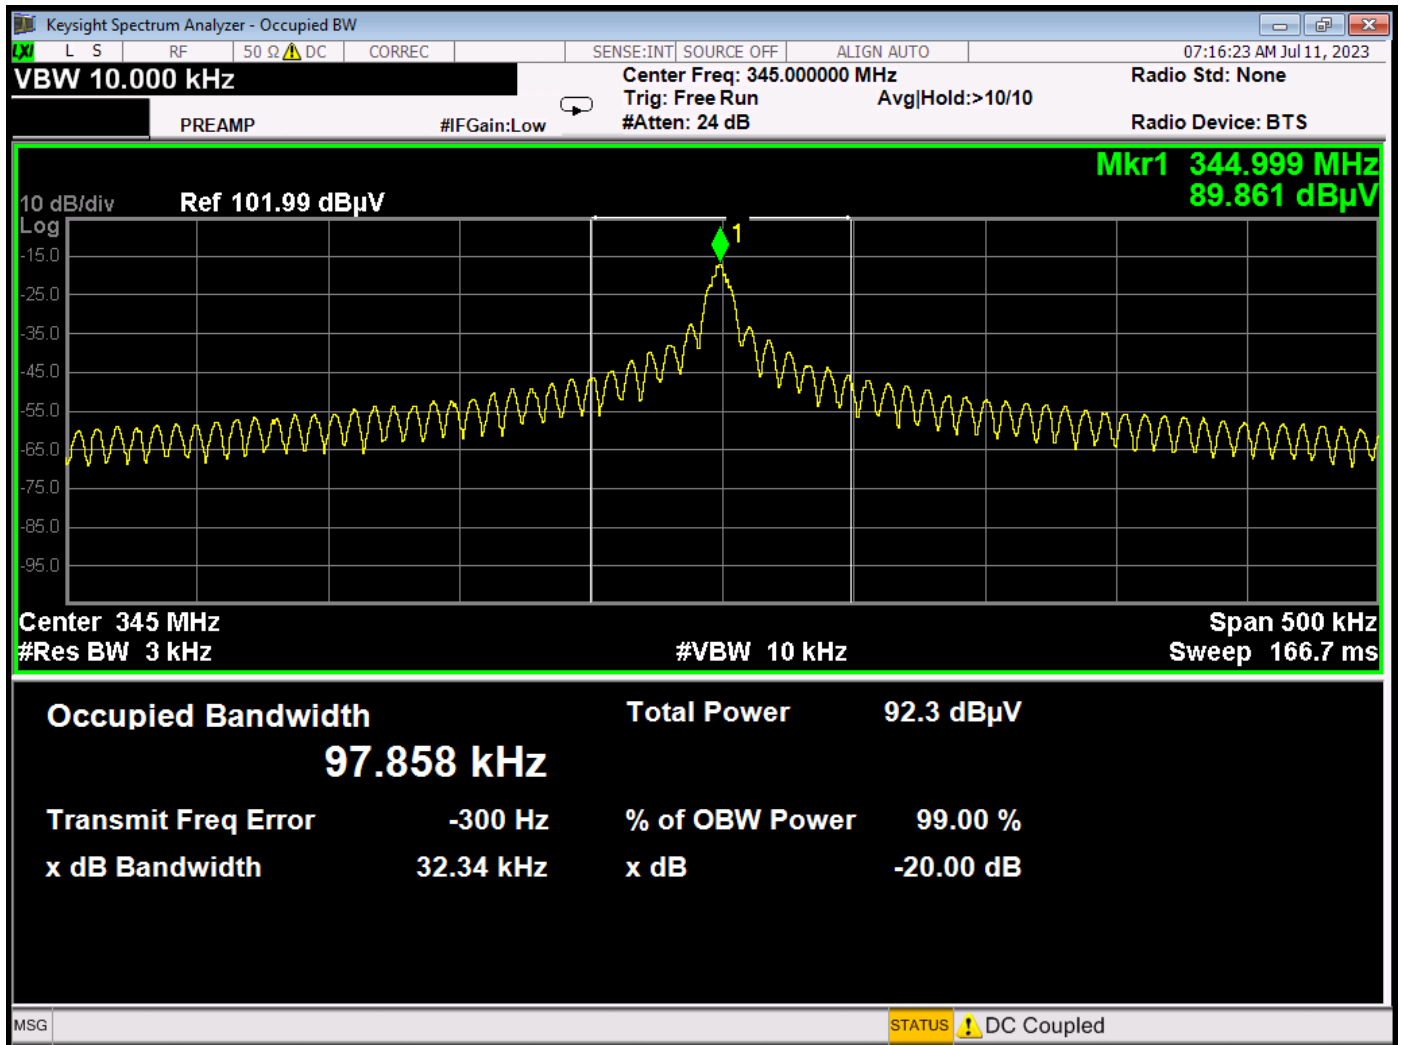 Keysight Spectrum Analyzer - Occupied BW
LXI L S RF 50 Ω DC CORREC SENSE:INT SOURCE OFF ALIGN AUTO 07:16:23 AM Jul 11, 2023
VBW 10.000 kHz
Center Freq: 345.000000 MHz Radio Std: None
Trig: Free Run Avg|Hold:>10/10
PREAMP #IFGain:Low #Atten: 24 dB Radio Device: BTS
Mkr1 344.999 MHz
89.861 dBµV
10 dB/div Ref 101.99 dBµV
Log
1
-15.0
-25.0
-35.0
-45.0
-55.0
-65.0
-75.0
-85.0
-95.0
Center 345 MHz Span 500 kHz
#Res BW 3 kHz #VBW 10 kHz Sweep 166.7 ms
Occupied Bandwidth Total Power 92.3 dBµV
97.858 kHz
Transmit Freq Error -300 Hz % of OBW Power 99.00 %
x dB Bandwidth 32.34 kHz x dB -20.00 dB
MSG STATUS DC Coupled